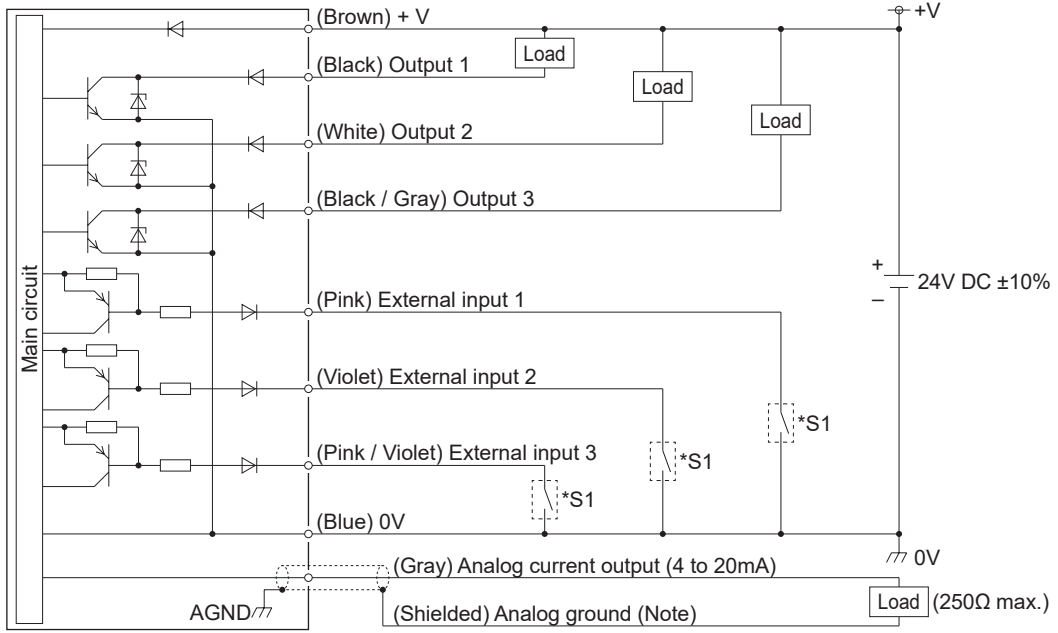 (Brown) + V
+V
Load
(Black) Output 1
Load
Load
(White) Output 2
(Black / Gray) Output 3
Main circuit
+
24V DC ±10%
–
(Pink) External input 1
(Violet) External input 2
*S1
*S1
(Pink / Violet) External input 3
*S1
(Blue) 0V
0V
(Gray) Analog current output (4 to 20mA)
Load (250Ω max.)
AGND
(Shielded) Analog ground (Note)